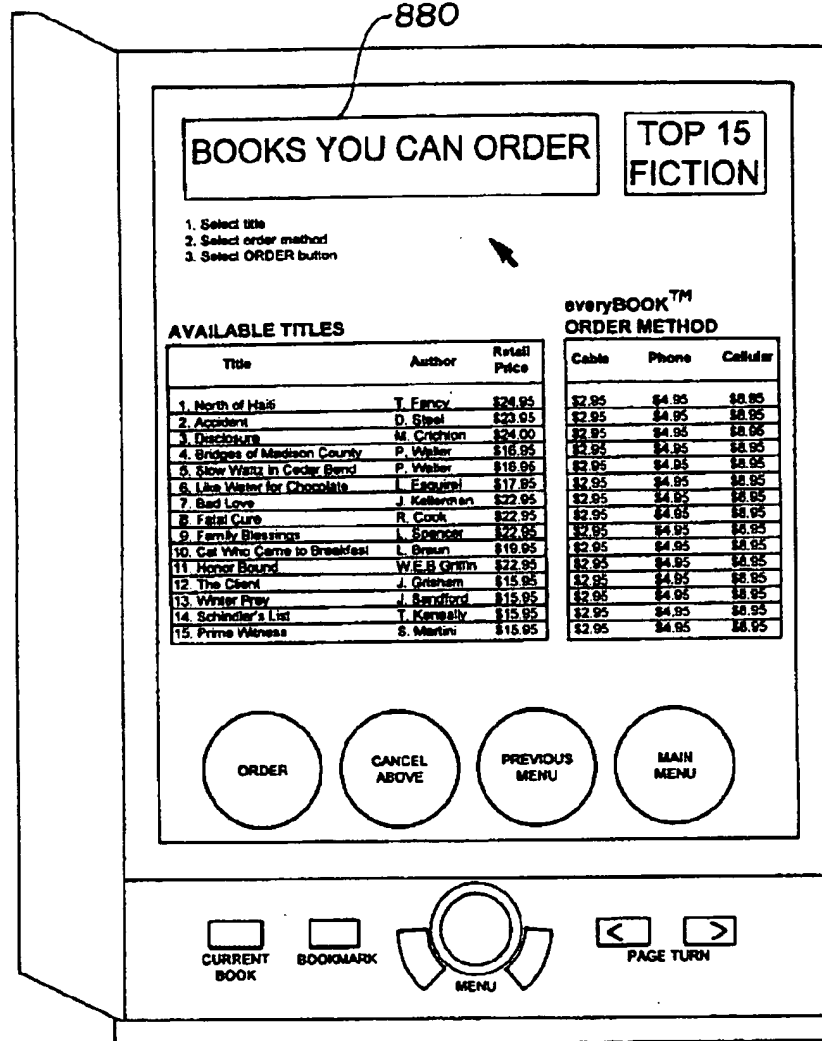 880
BOOKS YOU CAN ORDER
TOP 15
FICTION
1. Select title
2. Select order method
3. Select ORDER button
everyBOOK™
AVAILABLE TITLES
ORDER METHOD
Title Author Retail Price Cable Phone Cellular
1. North of Haiti T. Fancy $24.95 $2.95 $4.95 $8.95
2. Accident D. Steel $23.95 $2.95 $4.95 $8.95
3. Disclosure M. Crichton $24.00 $2.95 $4.95 $8.95
4. Bridges of Madison County P. Waller $16.95 $2.95 $4.95 $8.95
5. Slow Waltz in Cedar Bend P. Waller $16.95 $2.95 $4.95 $8.95
6. Like Water for Chocolate L. Esquirel $17.95 $2.95 $4.95 $8.95
7. Bad Love J. Kellerman $22.95 $2.95 $4.95 $8.95
8. Fatal Cure R. Cook $22.95 $2.95 $4.95 $8.95
9. Family Blessings L. Spencer $22.95 $2.95 $4.95 $8.95
10. Cat Who Came to Breakfast L. Braun $19.95 $2.95 $4.95 $8.95
11. Honor Bound W.E.B Griffin $22.95 $2.95 $4.95 $8.95
12. The Client J. Grisham $15.95 $2.95 $4.95 $8.95
13. Winter Prey J. Sandford $15.95 $2.95 $4.95 $8.95
14. Schindler's List T. Keneally $15.95 $2.95 $4.95 $8.95
15. Prime Witness S. Martini $15.95 $2.95 $4.95 $8.95
ORDER
CANCEL ABOVE
PREVIOUS MENU
MAIN MENU
< >
CURRENT BOOK
BOOKMARK
MENU
PAGE TURN